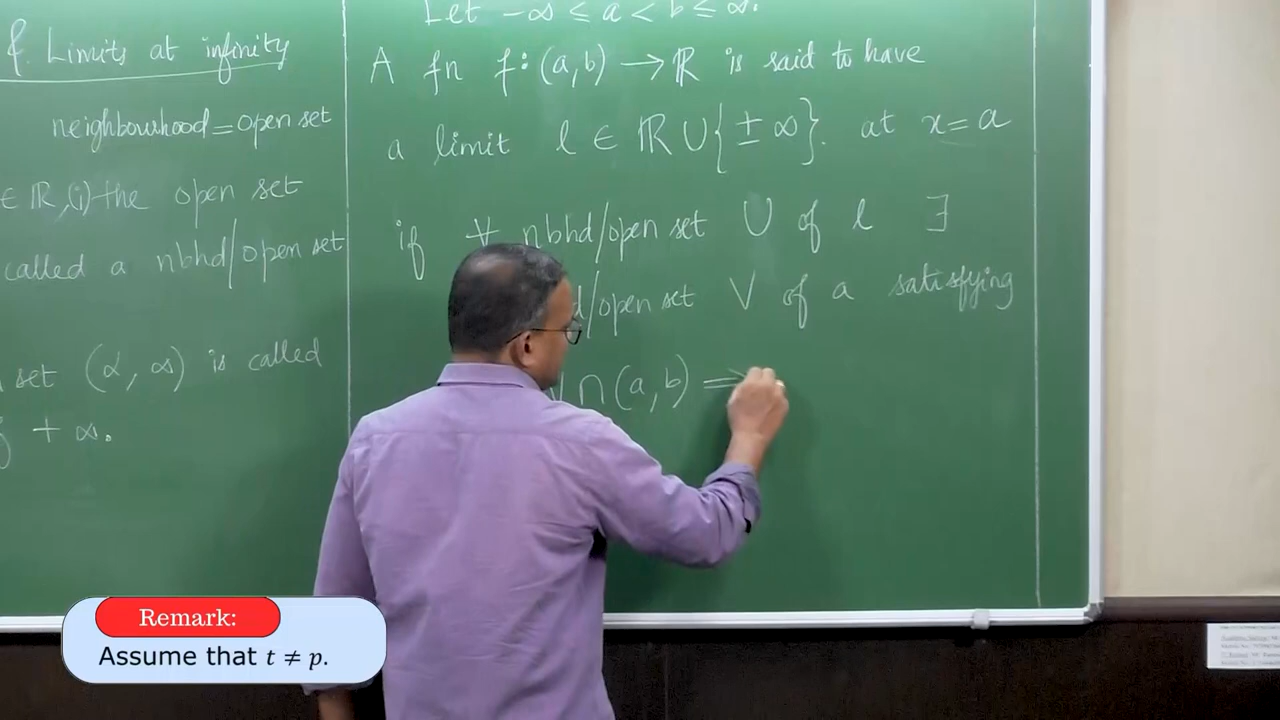 f. Limits at infinity
neighbourhood = open set
∈ ℝ, (i) the open set
called a nbhd/open set
set (α, ∞) is called
+ ∞.
Let -∞ ≤ a < b ≤ ∞.
A fn f: (a, b) → ℝ is said to have
a limit l ∈ ℝ ∪ {± ∞}. at x = a
if ∀ nbhd/open set U of l ∃
d/open set V of a satisfying
∩ (a, b) ⇒
Remark:
Assume that t ≠ p.